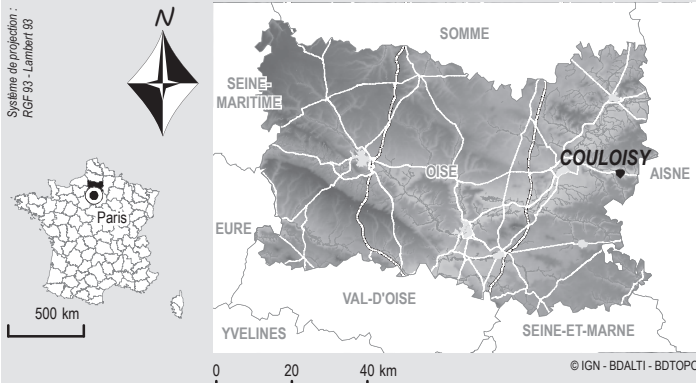 Système de projection :
RGF 93 - Lambert 93
N
Paris
500 km
SOMME
SEINE-
MARITIME
OISE
COULOISY
AISNE
EURE
VAL-D'OISE
YVELINES
SEINE-ET-MARNE
0 20 40 km
© IGN - BDALTI - BDTOPO